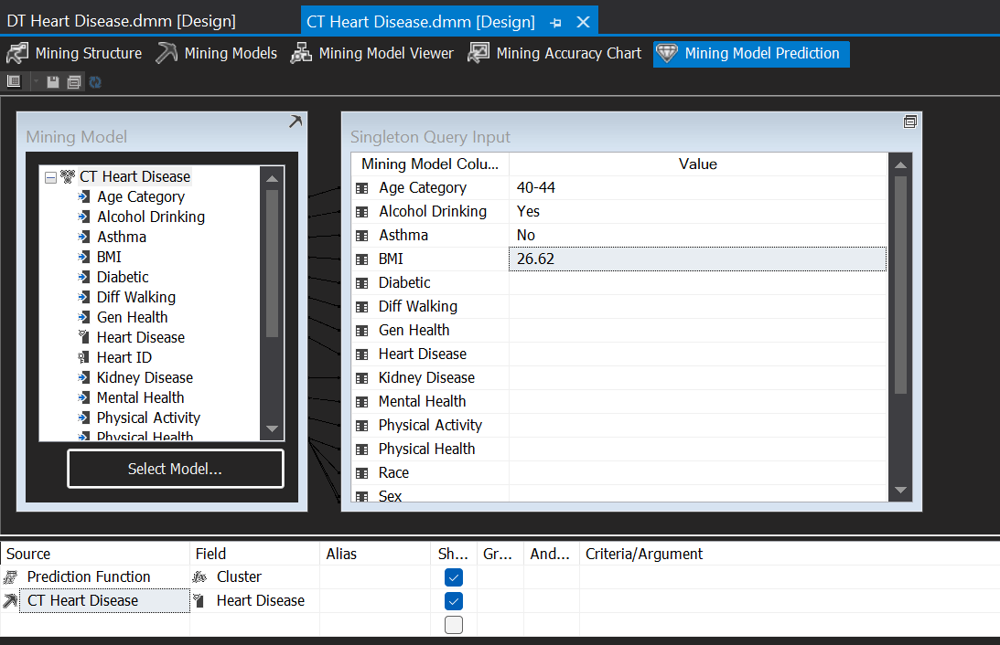 DT Heart Disease.dmm [Design]
CT Heart Disease.dmm [Design]
Mining Structure
Mining Models
Mining Model Viewer
Mining Accuracy Chart
Mining Model Prediction
Mining Model
CT Heart Disease
Age Category
Alcohol Drinking
Asthma
BMI
Diabetic
Diff Walking
Gen Health
Heart Disease
Heart ID
Kidney Disease
Mental Health
Physical Activity
Physical Health
Select Model...
Singleton Query Input
Mining Model Colu... Value
Age Category 40-44
Alcohol Drinking Yes
Asthma No
BMI 26.62
Diabetic
Diff Walking
Gen Health
Heart Disease
Kidney Disease
Mental Health
Physical Activity
Physical Health
Race
Sex
Source Field Alias Sh... Gr... And... Criteria/Argument
Prediction Function Cluster
CT Heart Disease Heart Disease